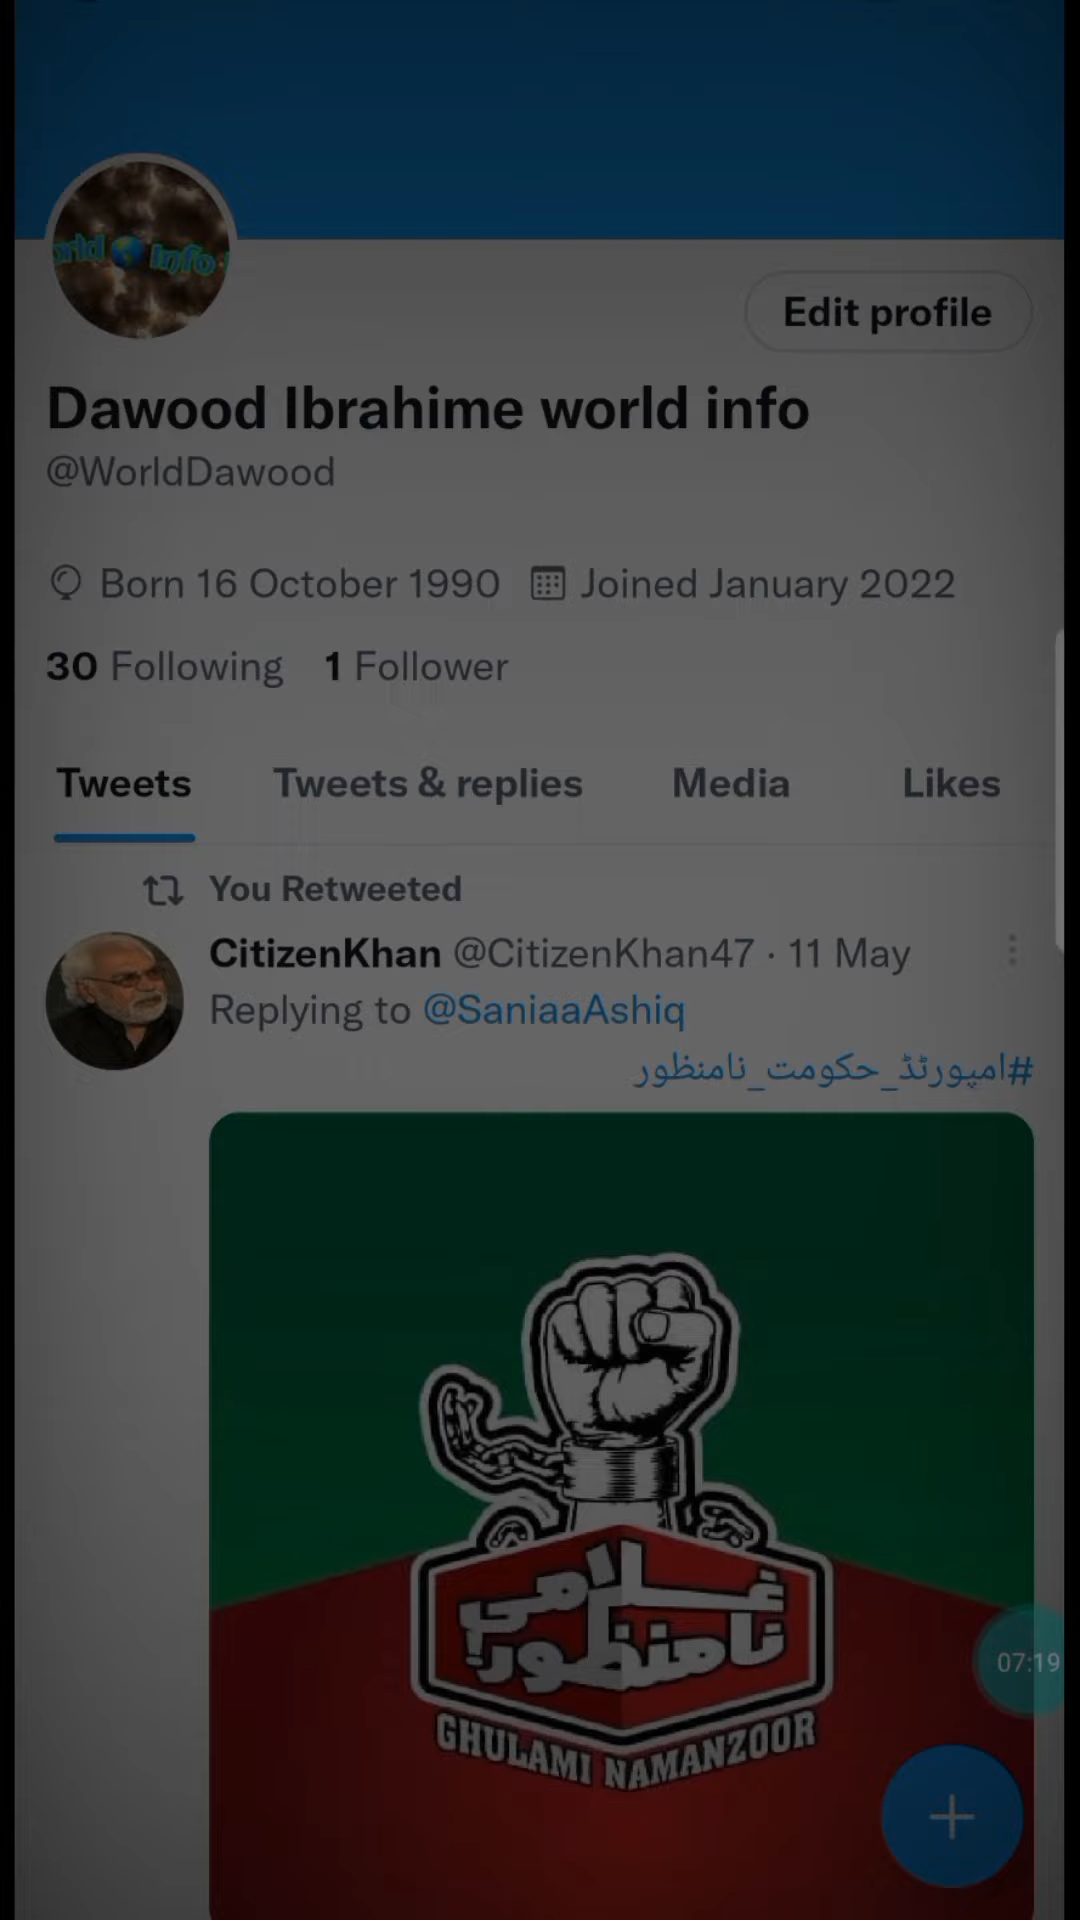 orld 🌎 Info
Edit profile
Dawood Ibrahime world info
@WorldDawood
Born 16 October 1990 Joined January 2022
30 Following 1 Follower
Tweets Tweets & replies Media Likes
You Retweeted
CitizenKhan @CitizenKhan47 · 11 May
Replying to @SaniaaAshiq
#امپورٹڈ_حکومت_نامنظور
غلامی
نامنظور!
GHULAMI NAMANZOOR
07:19